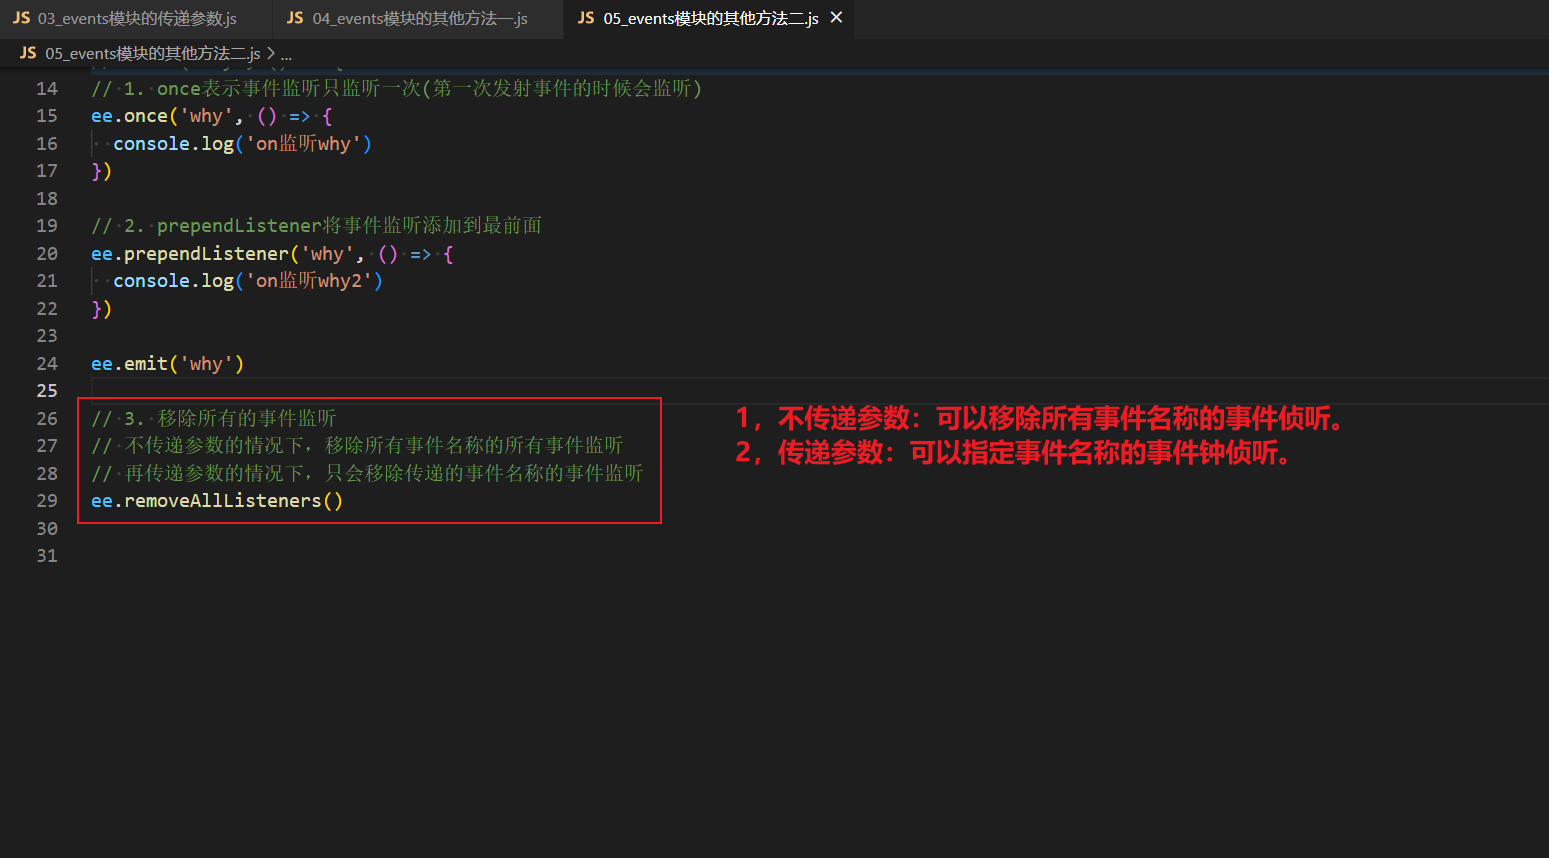 JS 03_events模块的传递参数.js
JS 04_events模块的其他方法一.js
JS 05_events模块的其他方法二.js ×
JS 05_events模块的其他方法二.js > ...
14 // 1. once表示事件监听只监听一次(第一次发射事件的时候会监听)
15 ee.once('why', () => {
16 console.log('on监听why')
17 })
18
19 // 2. prependListener将事件监听添加到最前面
20 ee.prependListener('why', () => {
21 console.log('on监听why2')
22 })
23
24 ee.emit('why')
25
26 // 3. 移除所有的事件监听
27 // 不传递参数的情况下，移除所有事件名称的所有事件监听
28 // 再传递参数的情况下，只会移除传递的事件名称的事件监听
29 ee.removeAllListeners()
30
31
1，不传递参数：可以移除所有事件名称的事件侦听。
2，传递参数：可以指定事件名称的事件钟侦听。